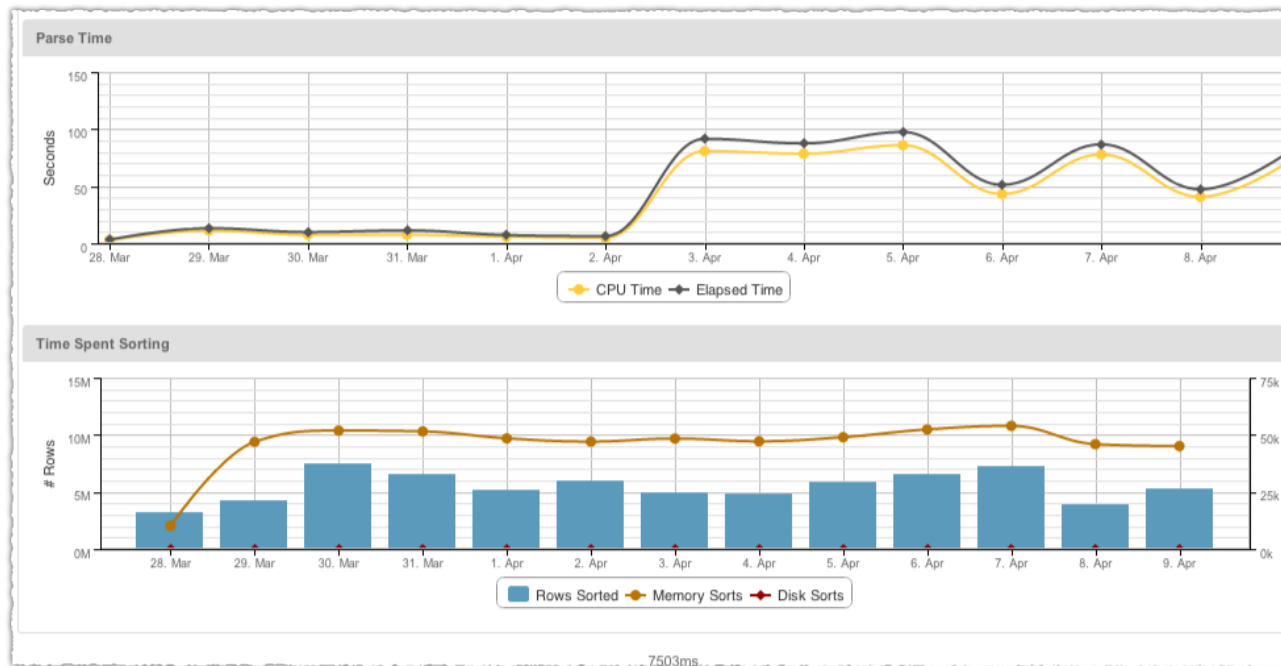 Parse Time
150
100
50
0
Seconds
28. Mar 29. Mar 30. Mar 31. Mar 1. Apr 2. Apr 3. Apr 4. Apr 5. Apr 6. Apr 7. Apr 8. Apr
CPU Time Elapsed Time
Time Spent Sorting
15M 75k
10M 50k
5M 25k
0M 0k
# Rows
28. Mar 29. Mar 30. Mar 31. Mar 1. Apr 2. Apr 3. Apr 4. Apr 5. Apr 6. Apr 7. Apr 8. Apr 9. Apr
Rows Sorted Memory Sorts Disk Sorts
7503ms